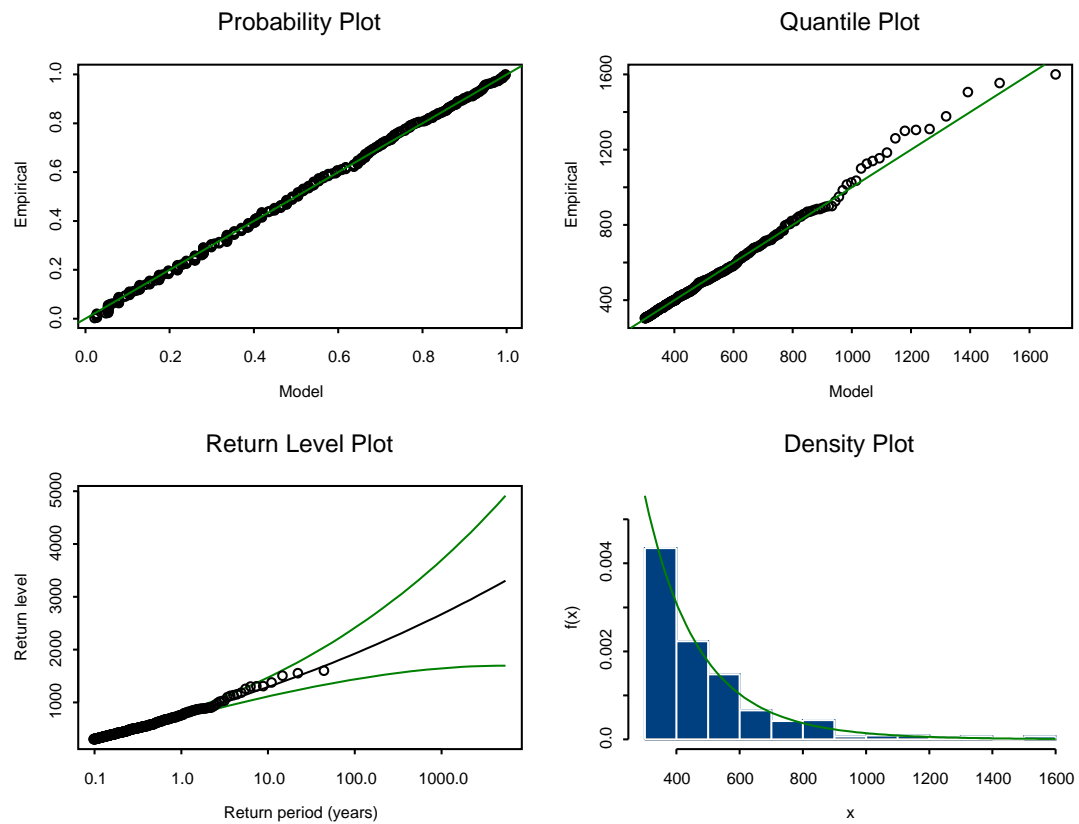 Probability Plot
Empirical
0.0 0.2 0.4 0.6 0.8 1.0
0.0 0.2 0.4 0.6 0.8 1.0
Model
Quantile Plot
Empirical
400 800 1200 1600
400 600 800 1000 1200 1400 1600
Model
Return Level Plot
Return level
1000 2000 3000 4000 5000
0.1 1.0 10.0 100.0 1000.0
Return period (years)
Density Plot
f(x)
0.0 0.002 0.004
400 600 800 1000 1200 1400 1600
x